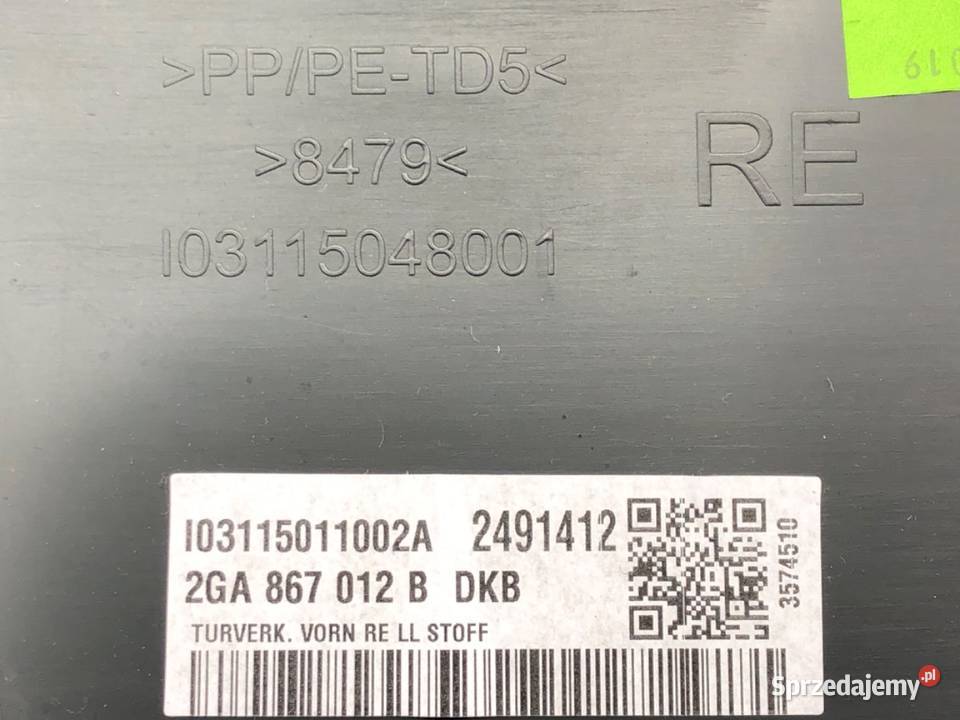 >PP/PE-TD5<
>8479<
I03115048001
RE
019
I03115011002A 2491412
2GA 867 012 B DKB
TURVERK. VORN RE LL STOFF
3574510
Sprzedajemy.pl